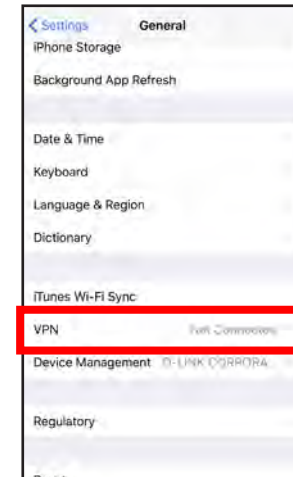 Settings General
iPhone Storage
Background App Refresh
Date & Time
Keyboard
Language & Region
Dictionary
iTunes Wi-Fi Sync
VPN Not Connected
Device Management D-LINK CORPORA...
Regulatory